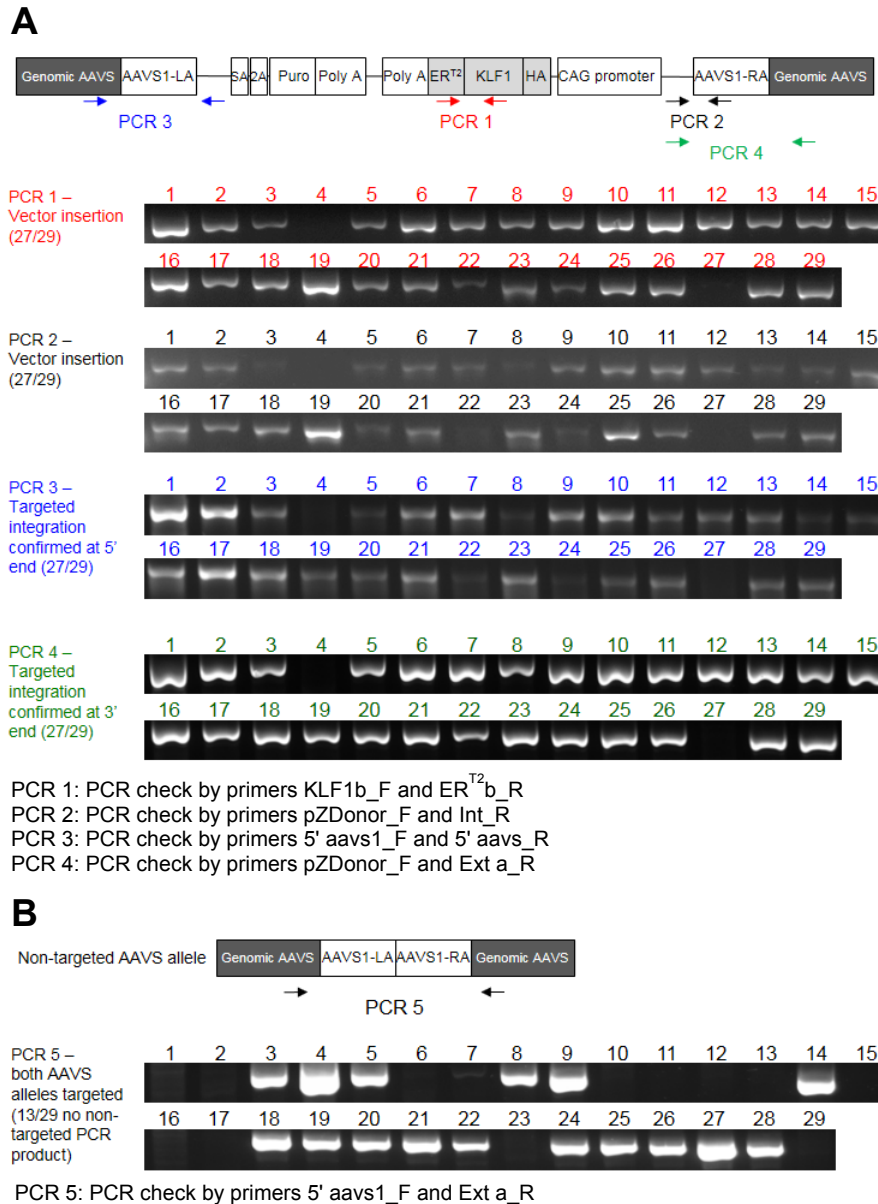 A
Genomic AAVS AAVS1-LA SA 2A Puro Poly A Poly A ERT2 KLF1 HA CAG promoter AAVS1-RA Genomic AAVS
PCR 3 PCR 1 PCR 2
PCR 4
PCR 1 –
Vector insertion
(27/29)
1 2 3 4 5 6 7 8 9 10 11 12 13 14 15
16 17 18 19 20 21 22 23 24 25 26 27 28 29
PCR 2 –
Vector insertion
(27/29)
1 2 3 4 5 6 7 8 9 10 11 12 13 14 15
16 17 18 19 20 21 22 23 24 25 26 27 28 29
PCR 3 –
Targeted
integration
confirmed at 5'
end (27/29)
1 2 3 4 5 6 7 8 9 10 11 12 13 14 15
16 17 18 19 20 21 22 23 24 25 26 27 28 29
PCR 4 –
Targeted
integration
confirmed at 3'
end (27/29)
1 2 3 4 5 6 7 8 9 10 11 12 13 14 15
16 17 18 19 20 21 22 23 24 25 26 27 28 29
PCR 1: PCR check by primers KLF1b_F and ERT2b_R
PCR 2: PCR check by primers pZDonor_F and Int_R
PCR 3: PCR check by primers 5' aavs1_F and 5' aavs_R
PCR 4: PCR check by primers pZDonor_F and Ext a_R
B
Non-targeted AAVS allele Genomic AAVS AAVS1-LA AAVS1-RA Genomic AAVS
PCR 5
PCR 5 –
both AAVS
alleles targeted
(13/29 no non-
targeted PCR
product)
1 2 3 4 5 6 7 8 9 10 11 12 13 14 15
16 17 18 19 20 21 22 23 24 25 26 27 28 29
PCR 5: PCR check by primers 5' aavs1_F and Ext a_R